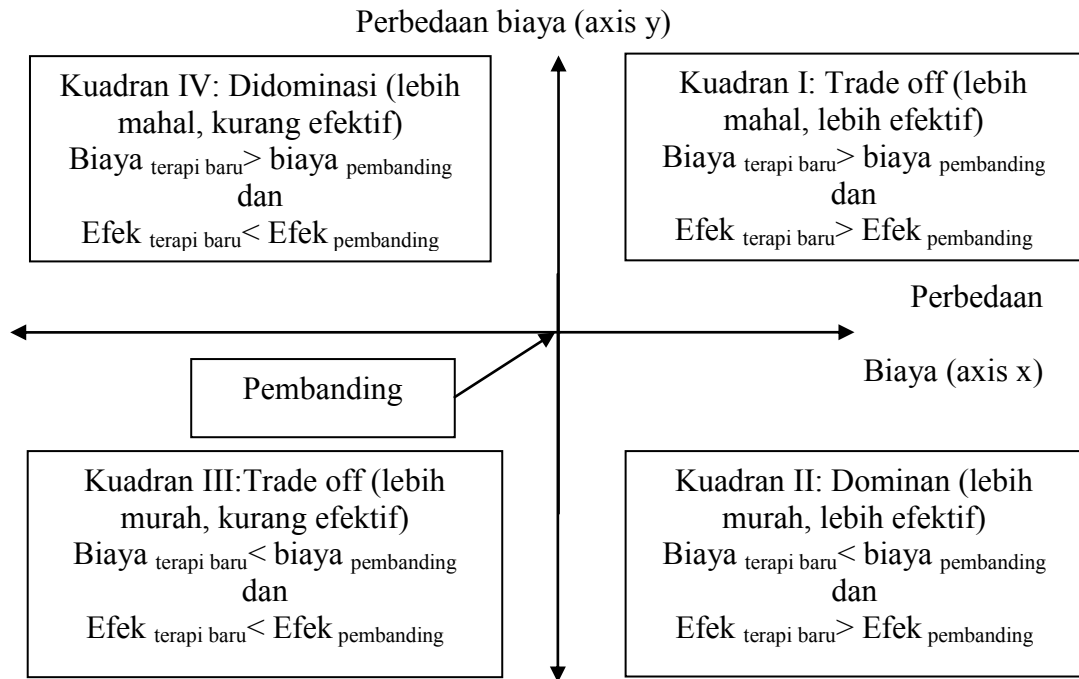 Perbedaan biaya (axis y)
Kuadran IV: Didominasi (lebih
mahal, kurang efektif)
Biaya terapi baru> biaya pembanding
dan
Efek terapi baru< Efek pembanding
Kuadran I: Trade off (lebih
mahal, lebih efektif)
Biaya terapi baru> biaya pembanding
dan
Efek terapi baru> Efek pembanding
Perbedaan
Biaya (axis x)
Pembanding
Kuadran III:Trade off (lebih
murah, kurang efektif)
Biaya terapi baru< biaya pembanding
dan
Efek terapi baru< Efek pembanding
Kuadran II: Dominan (lebih
murah, lebih efektif)
Biaya terapi baru< biaya pembanding
dan
Efek terapi baru> Efek pembanding